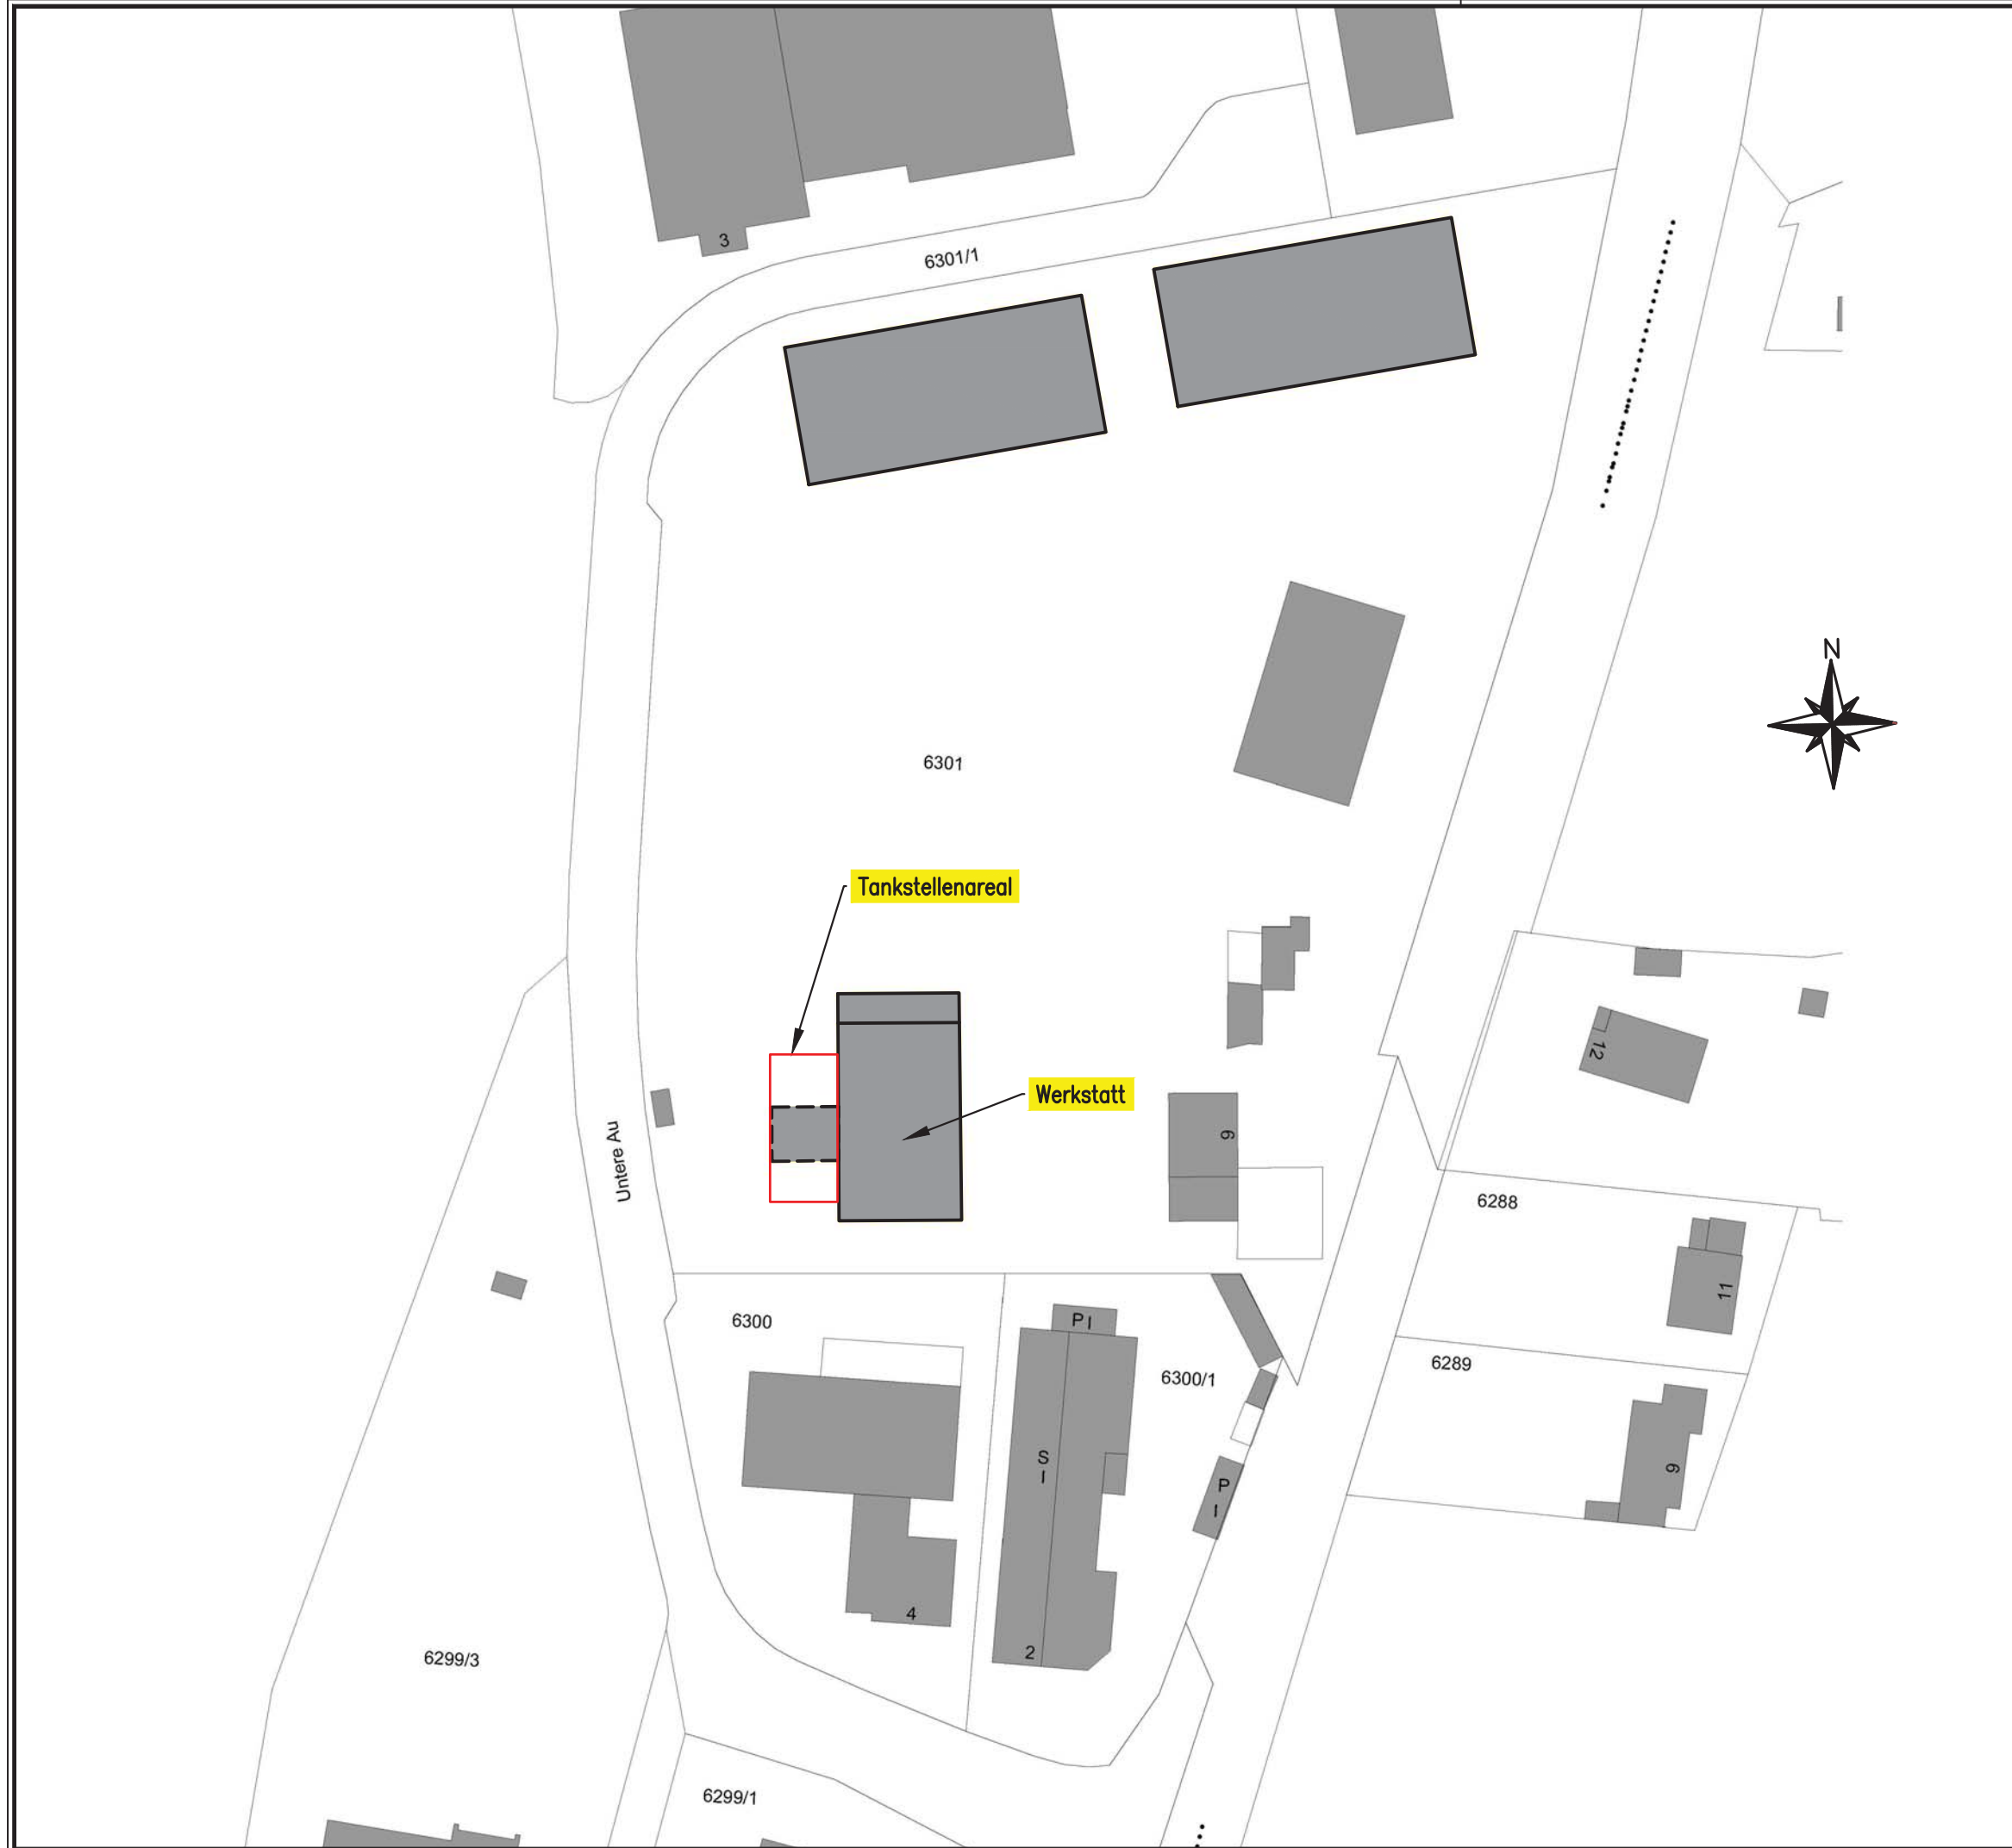 3
6301/1
N
6301
Tankstellenareal
12
Werkstatt
6
Untere Au
6288
11
6300
PI
6289
6300/1
S
I
9
P
I
4
2
6299/3
6299/1